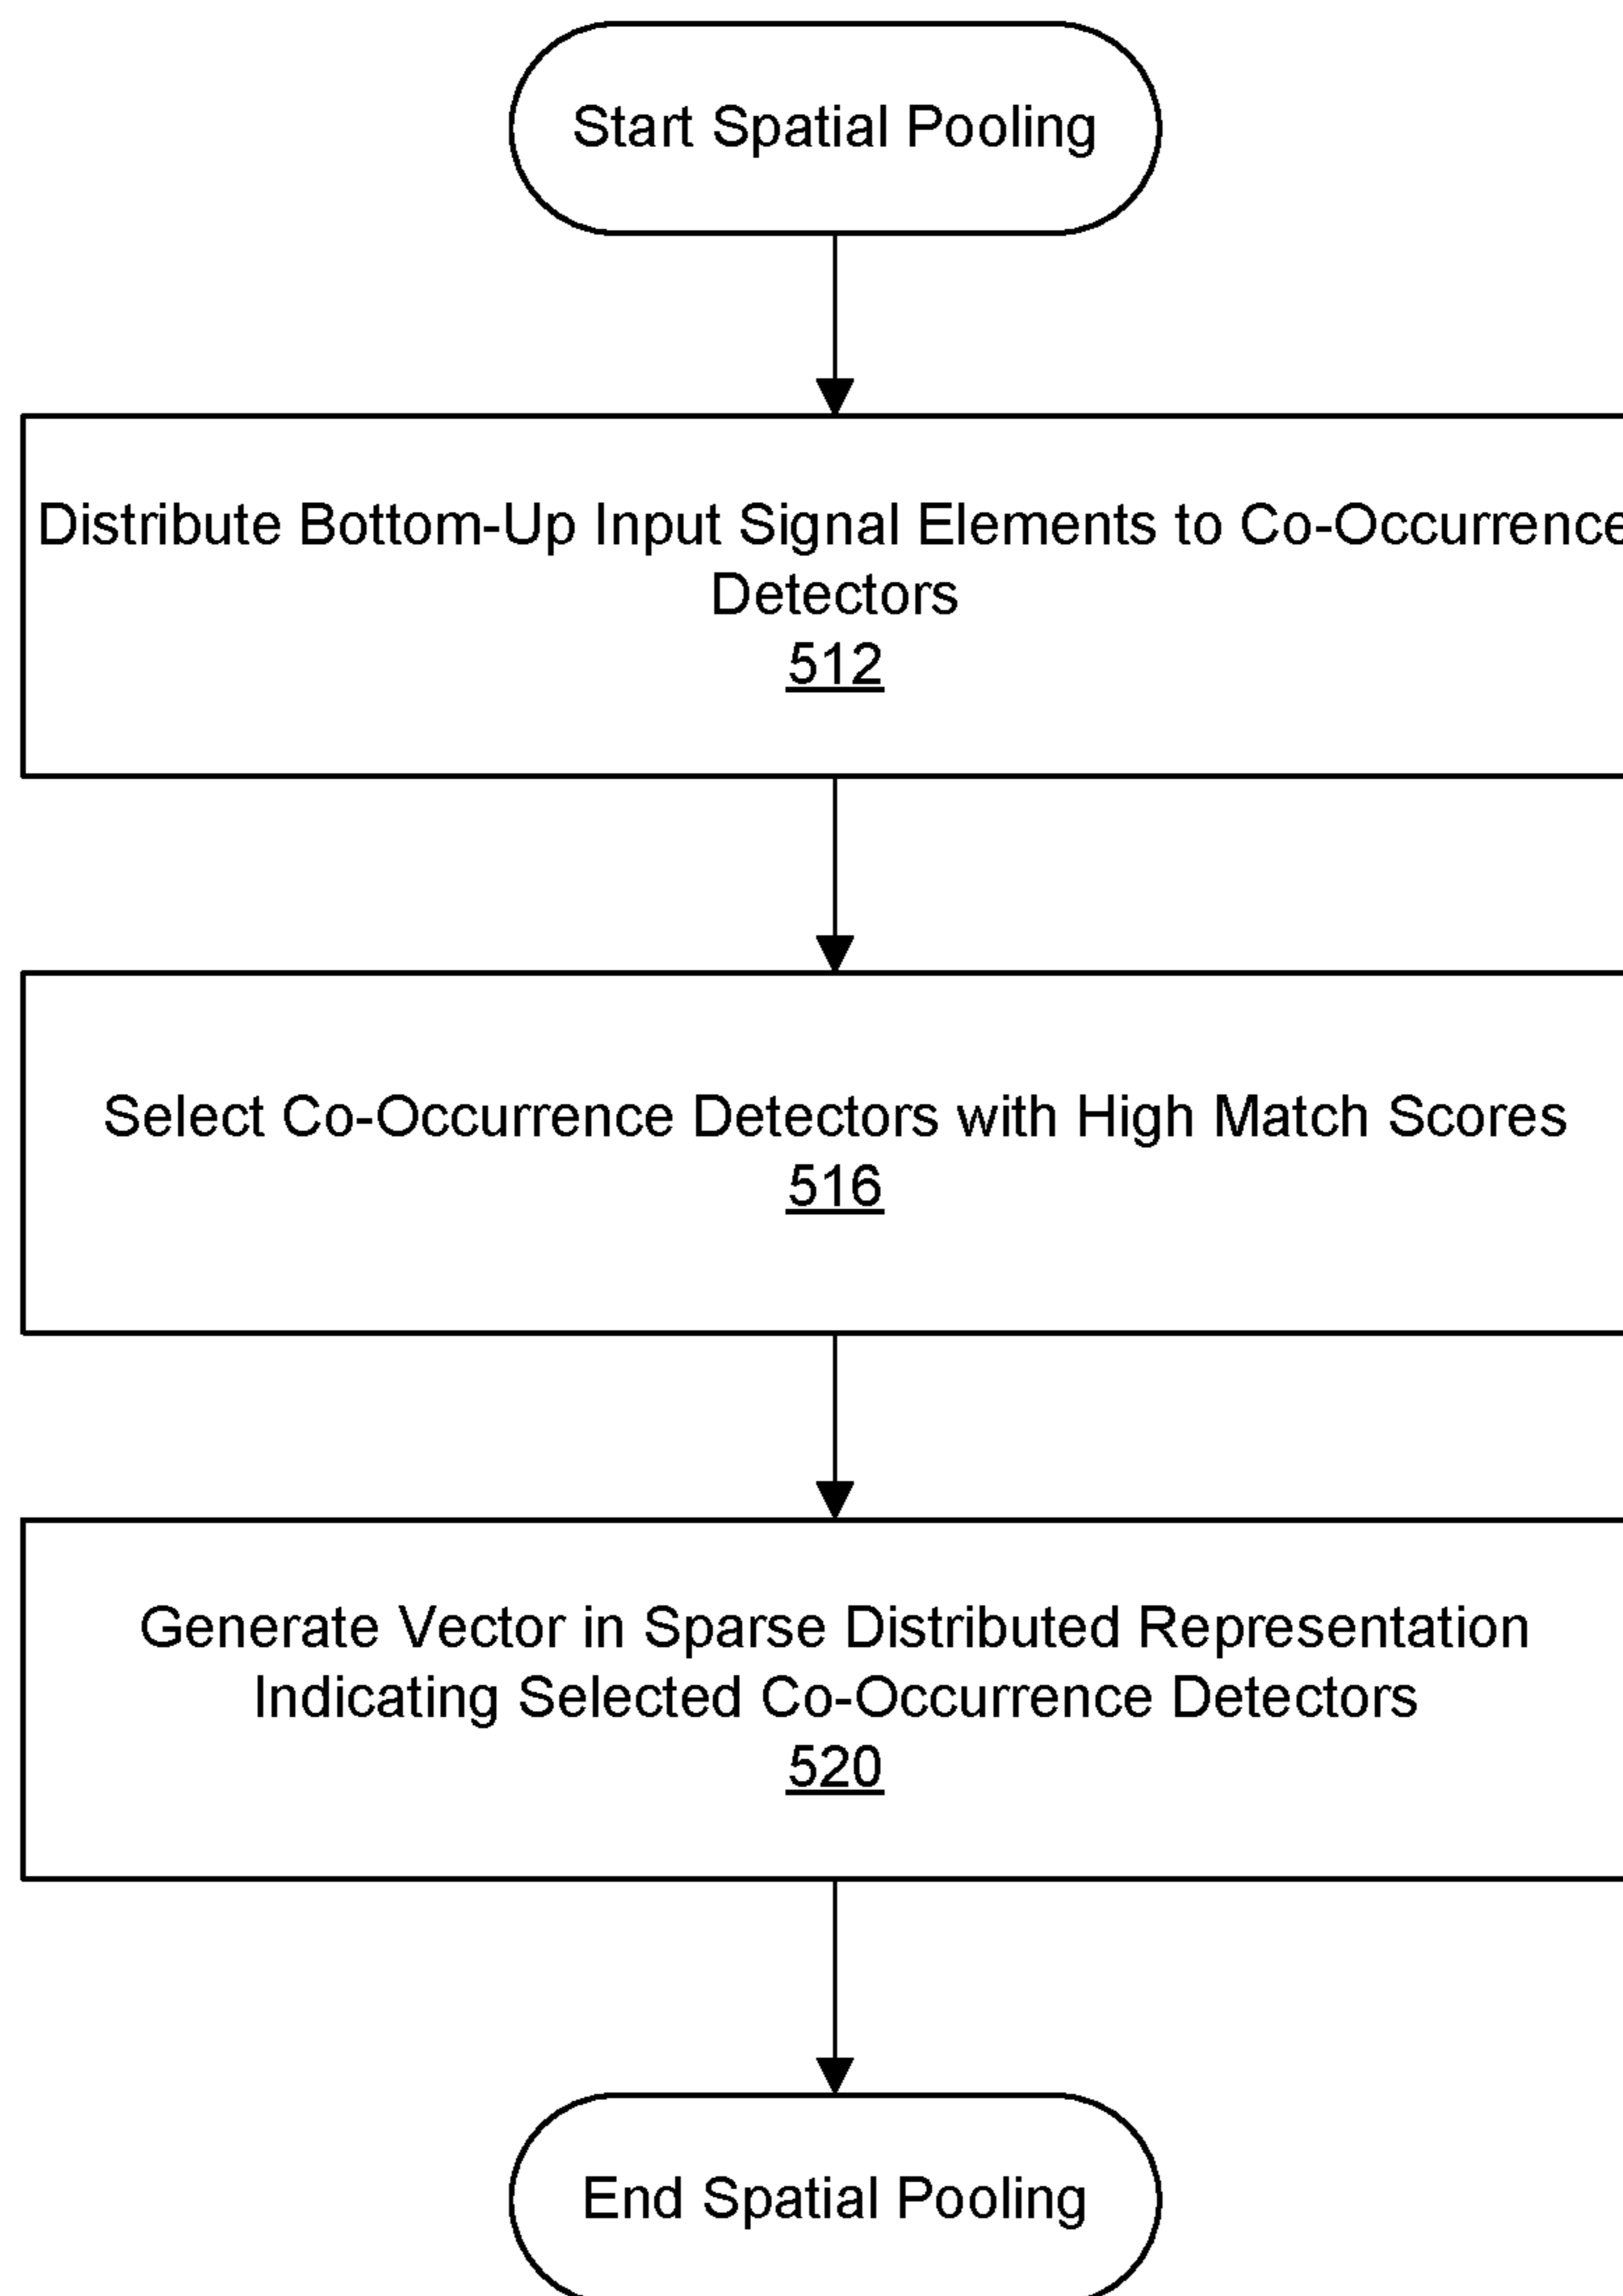 Start Spatial Pooling
Distribute Bottom-Up Input Signal Elements to Co-Occurrence
Detectors
512
Select Co-Occurrence Detectors with High Match Scores
516
Generate Vector in Sparse Distributed Representation
Indicating Selected Co-Occurrence Detectors
520
End Spatial Pooling